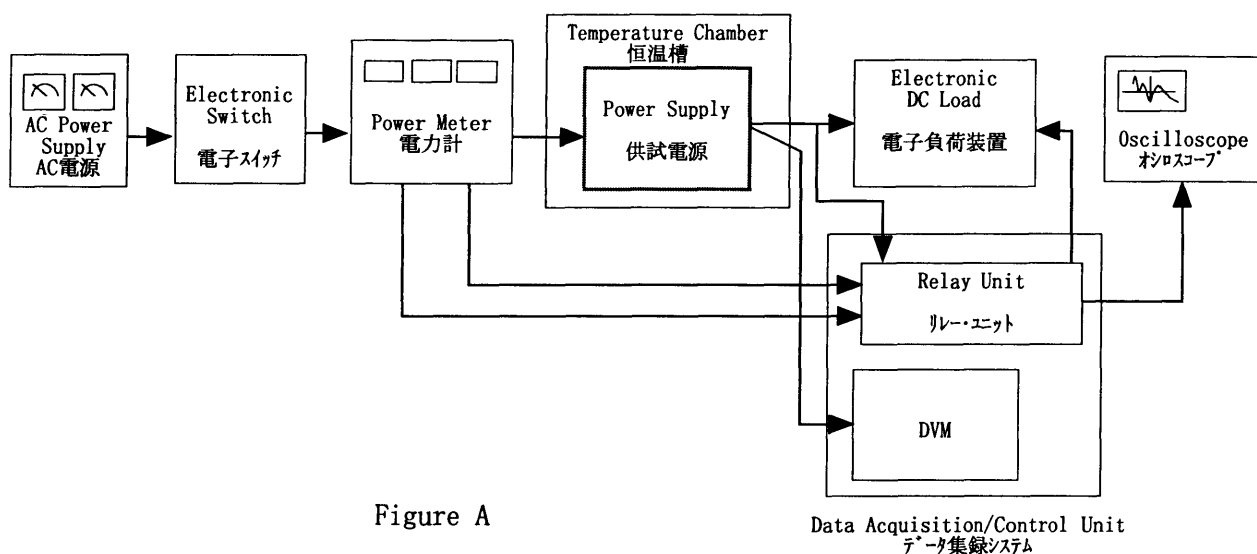 AC Power
Supply
AC電源
Electronic
Switch
電子スイッチ
Power Meter
電力計
Temperature Chamber
恒温槽
Power Supply
供試電源
Electronic
DC Load
電子負荷装置
Oscilloscope
オシロスコープ
Relay Unit
リレー・ユニット
DVM
Data Acquisition/Control Unit
データ集録システム
Figure A